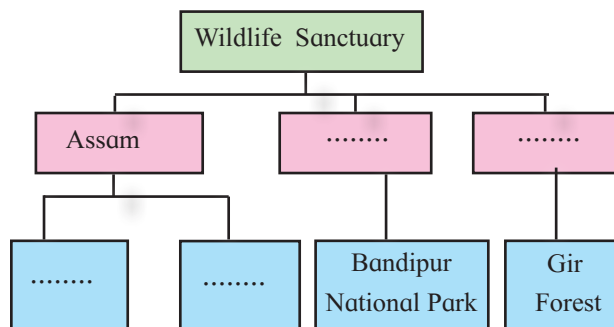 Wildlife Sanctuary
Assam
........
........
........
........
Bandipur
National Park
Gir
Forest